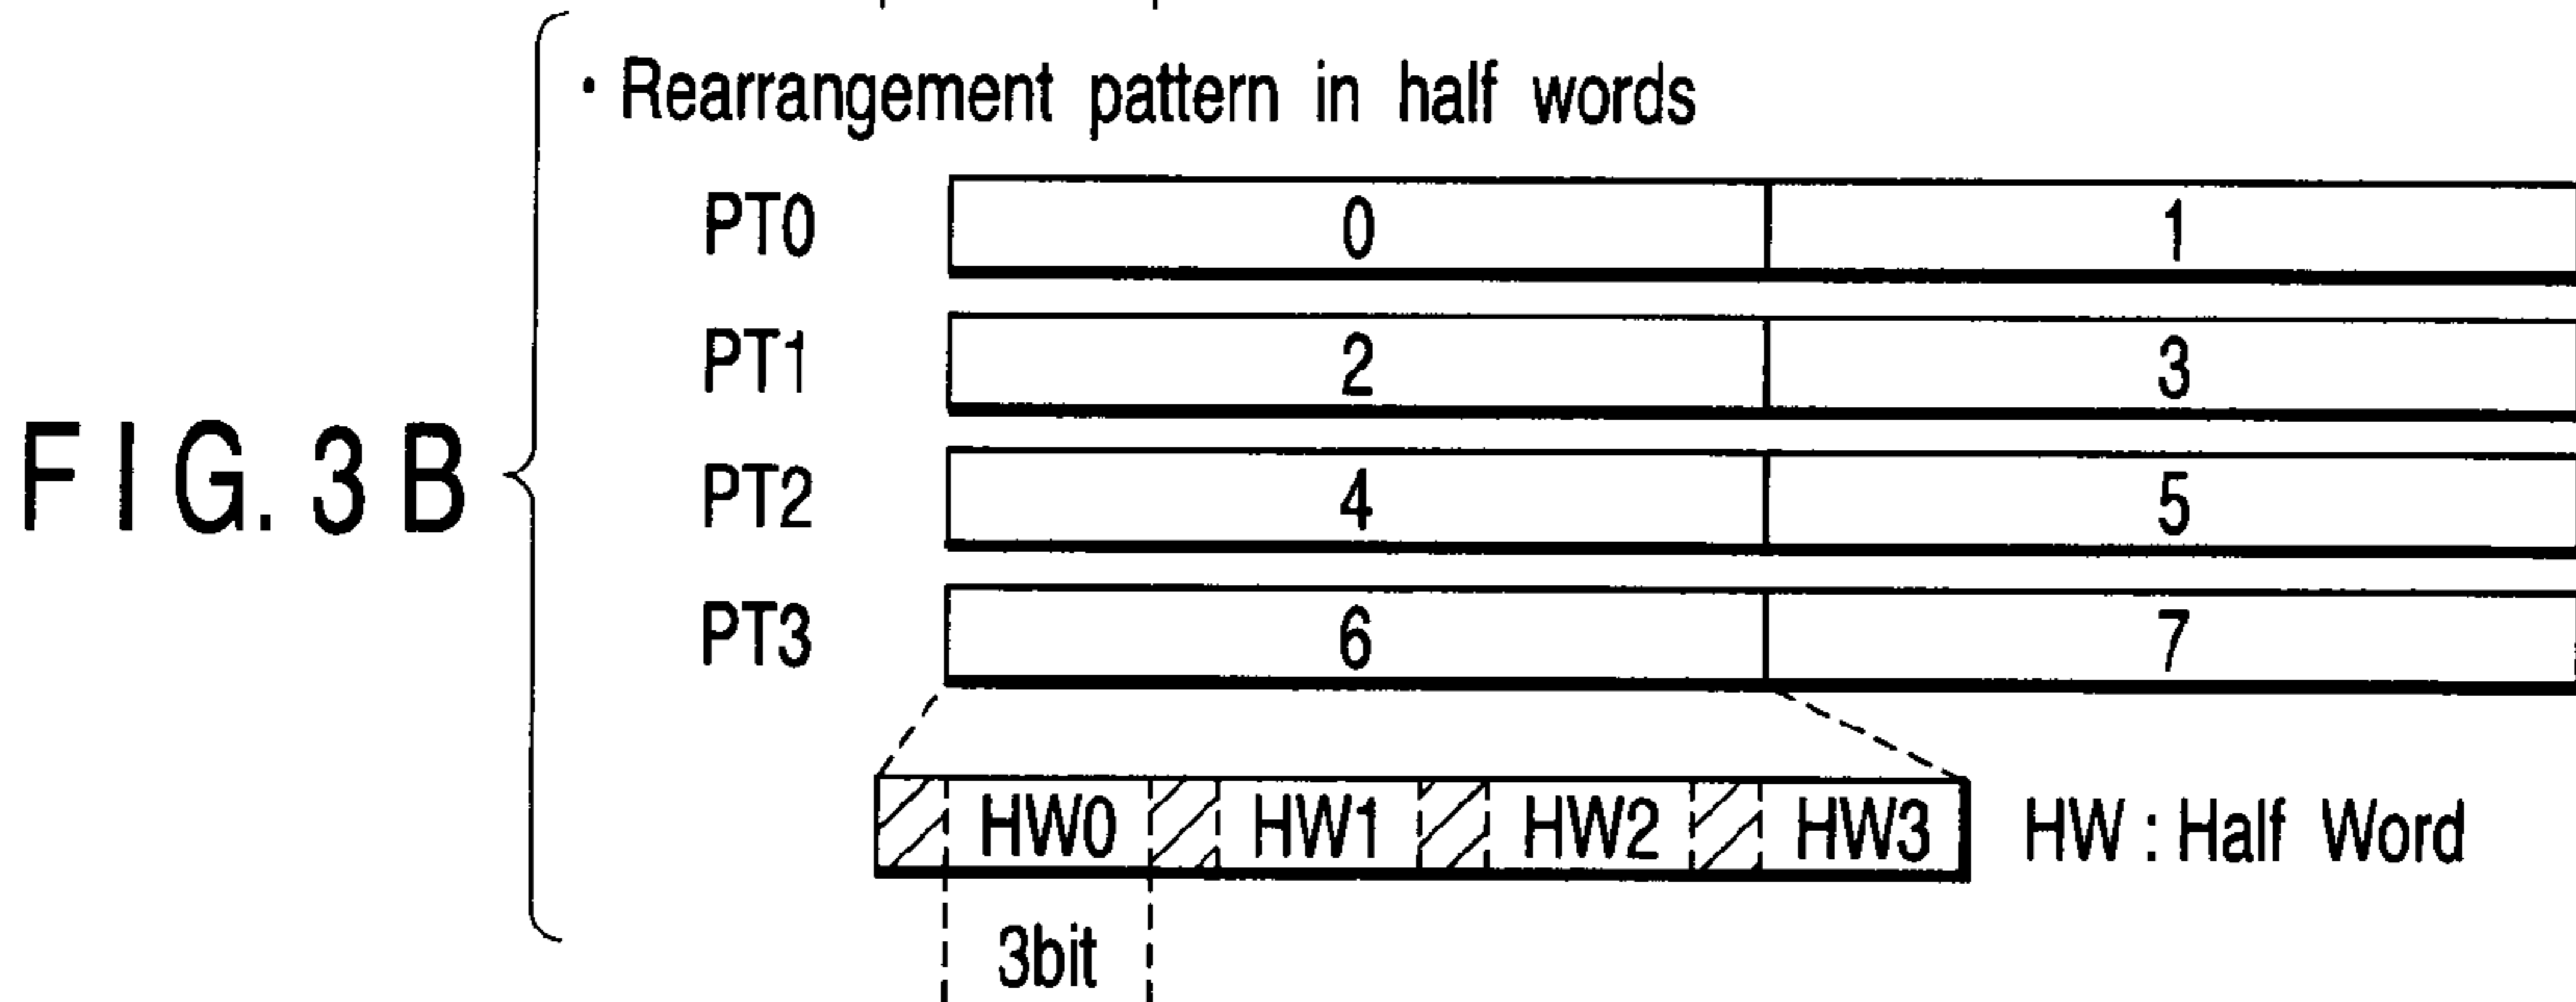 · Rearrangement pattern in half words
PT0 0 1
PT1 2 3
FIG. 3B
PT2 4 5
PT3 6 7
HW0 HW1 HW2 HW3 HW : Half Word
3bit